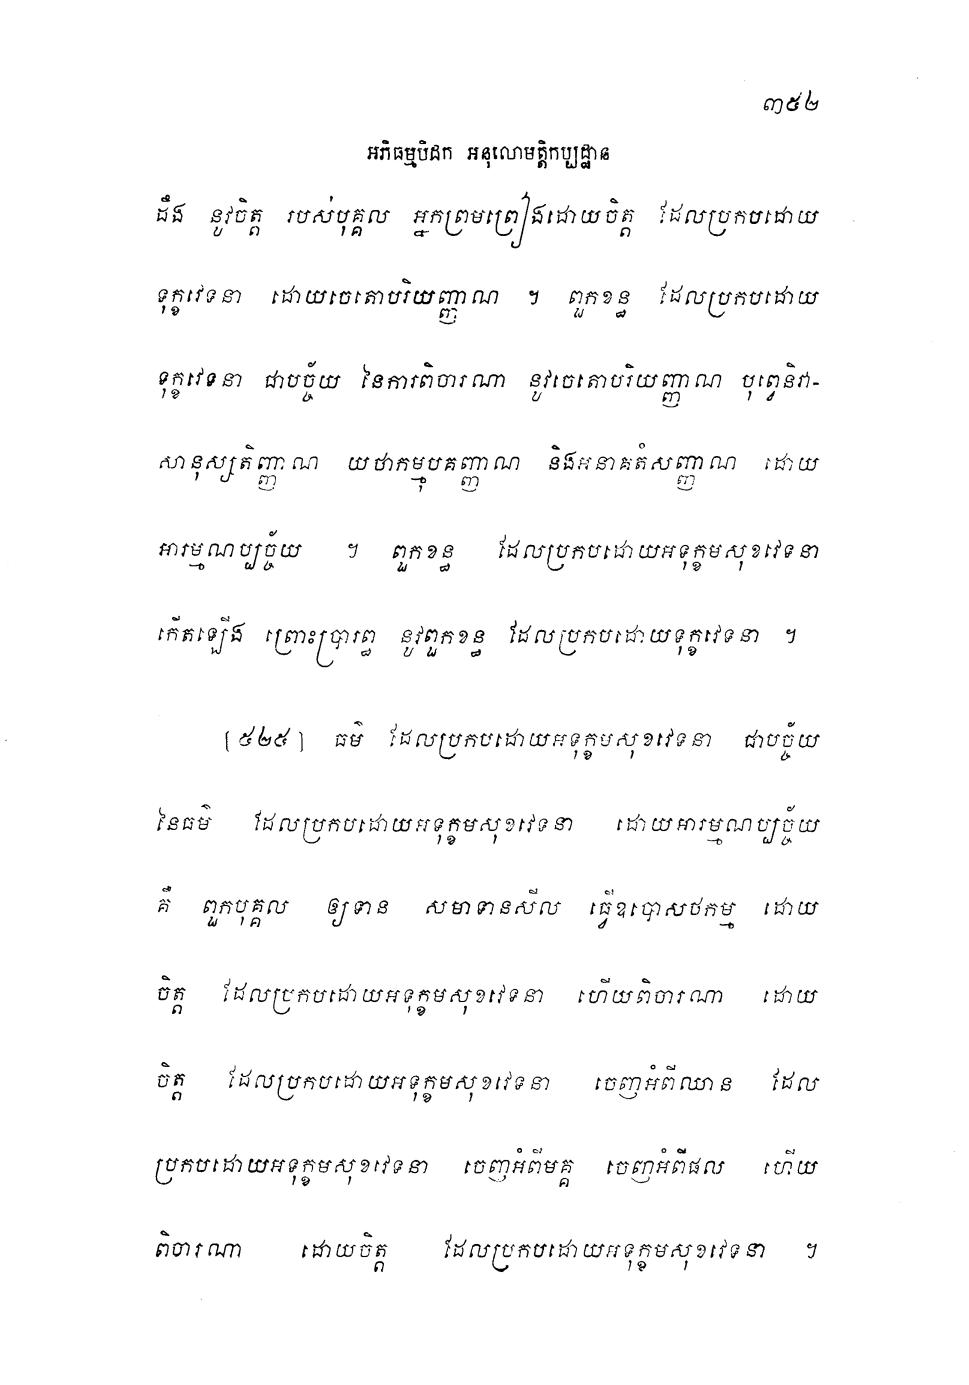 ៣៥២
អភិធម្មបិដក អនុលោមត្តិកប្បដ្ឋាន
ដឹង នូវចិត្ត របស់បុគ្គល អ្នកព្រមព្រៀងដោយចិត្ត ដែលប្រកបដោយ
ទុក្ខវេទនា ដោយចេតោបរិយញ្ញាណ ។ ពួកខន្ធ ដែលប្រកបដោយ
ទុក្ខវេទនា ជាបច្ច័យ នៃការពិចារណា នូវចេតោបរិយញ្ញាណ បុព្វេនិវា-
សានុស្សតិញ្ញាណ យថាកម្មុបគញ្ញាណ និងអនាគតំសញ្ញាណ ដោយ
អារម្មណប្បច្ច័យ ។ ពួកខន្ធ ដែលប្រកបដោយអទុក្ខមសុខវេទនា
កើតឡើង ព្រោះប្រារព្ធ នូវពួកខន្ធ ដែលប្រកបដោយទុក្ខវេទនា ។
[៥២៥] ធម៌ ដែលប្រកបដោយអទុក្ខមសុខវេទនា ជាបច្ច័យ
នៃធម៌ ដែលប្រកបដោយអទុក្ខមសុខវេទនា ដោយអារម្មណប្បច្ច័យ
គឺ ពួកបុគ្គល ឲ្យទាន សមាទានសីល ធ្វើឧបោសថកម្ម ដោយ
ចិត្ត ដែលប្រកបដោយអទុក្ខមសុខវេទនា ហើយពិចារណា ដោយ
ចិត្ត ដែលប្រកបដោយអទុក្ខមសុខវេទនា ចេញអំពីឈាន ដែល
ប្រកបដោយអទុក្ខមសុខវេទនា ចេញអំពីមគ្គ ចេញអំពីផល ហើយ
ពិចារណា ដោយចិត្ត ដែលប្រកបដោយអទុក្ខមសុខវេទនា ។